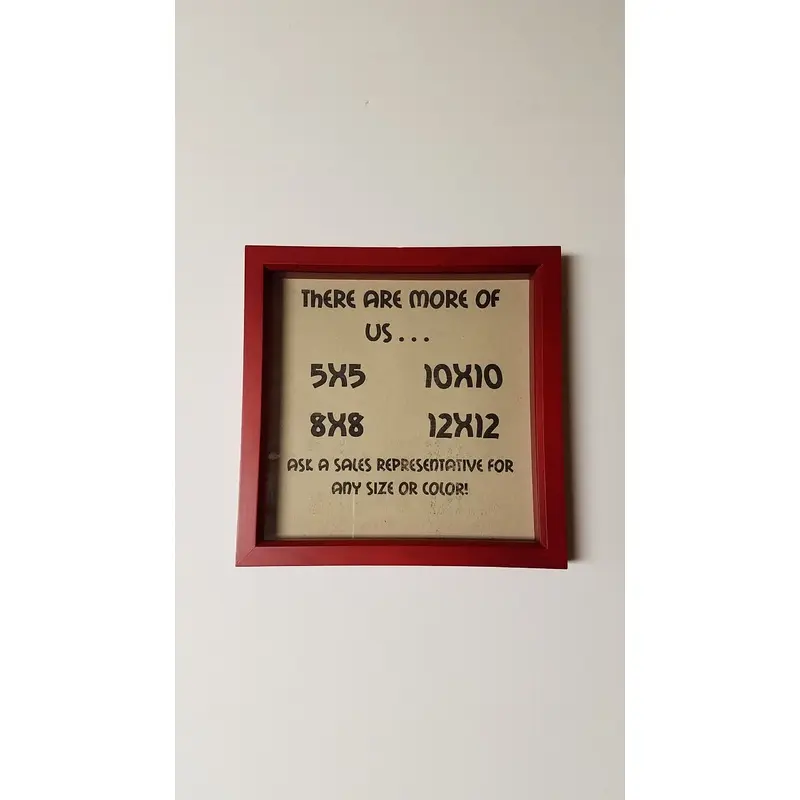 ThERE ARE MORE OF
US...
5X5 10X10
8X8 12X12
ASK A SALES REPRESENTATIVE FOR
ANY SIZE OR COLOR!